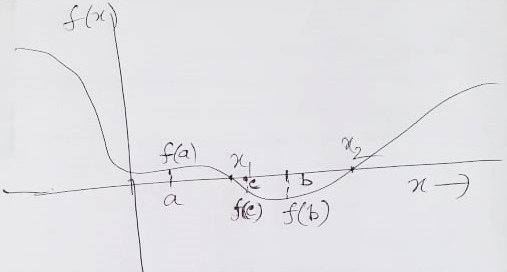 f(x)
x₂
f(a) x₁
c b
a x →
f(c) f(b)